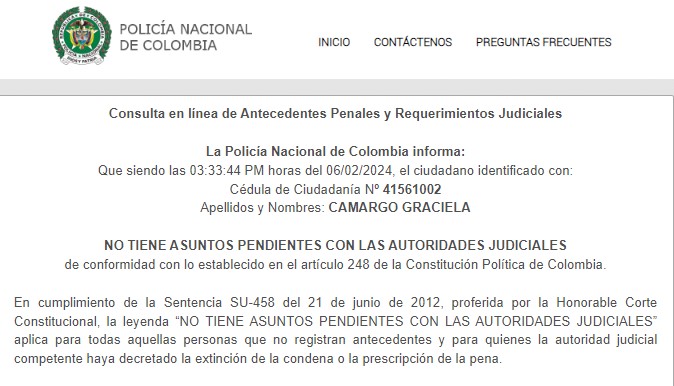 POLICÍA NACIONAL
DE COLOMBIA
INICIO CONTÁCTENOS PREGUNTAS FRECUENTES
Consulta en línea de Antecedentes Penales y Requerimientos Judiciales
La Policía Nacional de Colombia informa:
Que siendo las 03:33:44 PM horas del 06/02/2024, el ciudadano identificado con:
Cédula de Ciudadanía Nº 41561002
Apellidos y Nombres: CAMARGO GRACIELA
NO TIENE ASUNTOS PENDIENTES CON LAS AUTORIDADES JUDICIALES
de conformidad con lo establecido en el artículo 248 de la Constitución Política de Colombia.
En cumplimiento de la Sentencia SU-458 del 21 de junio de 2012, proferida por la Honorable Corte
Constitucional, la leyenda “NO TIENE ASUNTOS PENDIENTES CON LAS AUTORIDADES JUDICIALES”
aplica para todas aquellas personas que no registran antecedentes y para quienes la autoridad judicial
competente haya decretado la extinción de la condena o la prescripción de la pena.